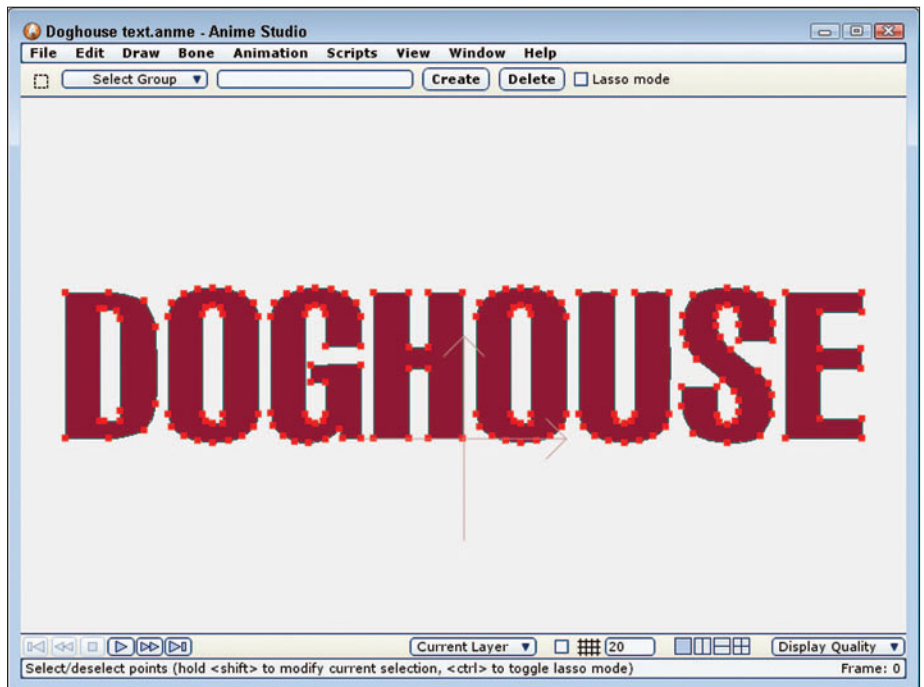 Doghouse text.anme - Anime Studio
File Edit Draw Bone Animation Scripts View Window Help
Select Group Create Delete Lasso mode
DOGHOUSE
Current Layer 20 Display Quality
Select/deselect points (hold <shift> to modify current selection, <ctrl> to toggle lasso mode) Frame: 0